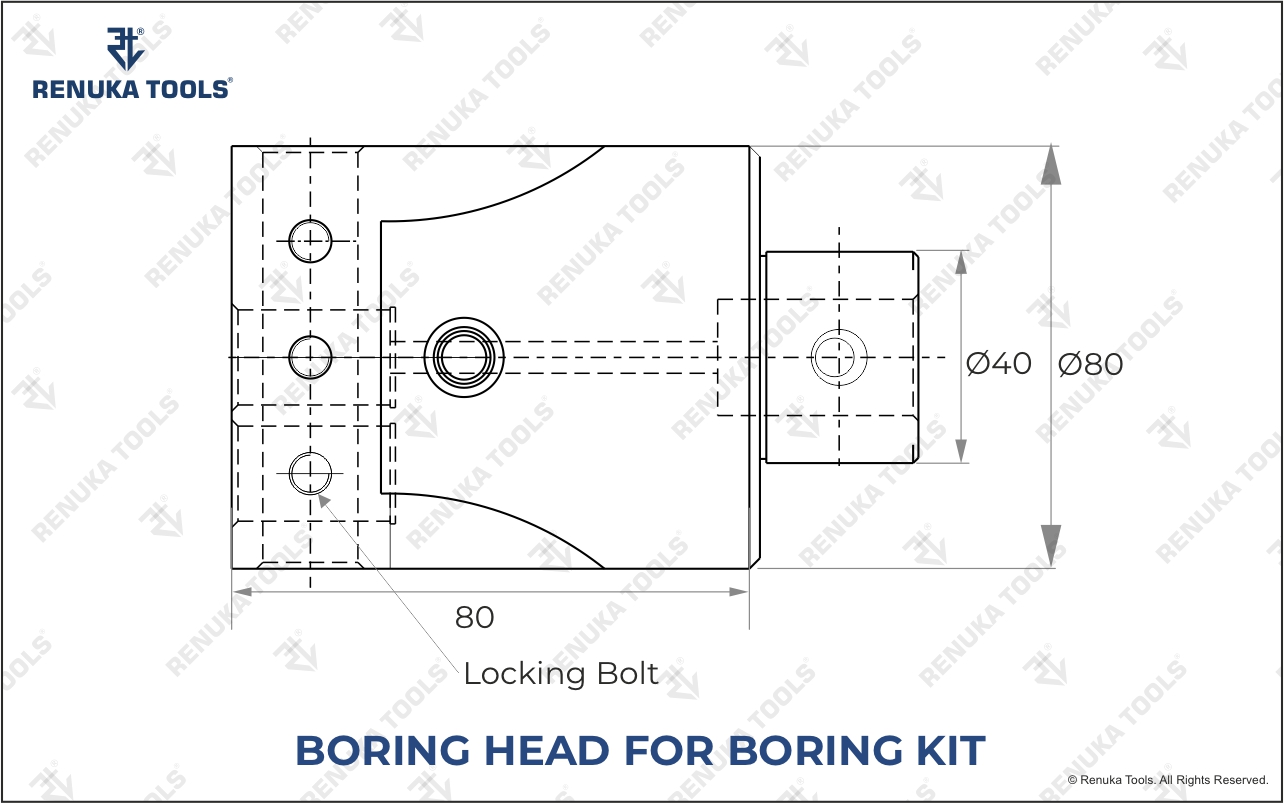 RENUKA TOOLS®
Ø40
Ø80
80
Locking Bolt
BORING HEAD FOR BORING KIT
© Renuka Tools. All Rights Reserved.